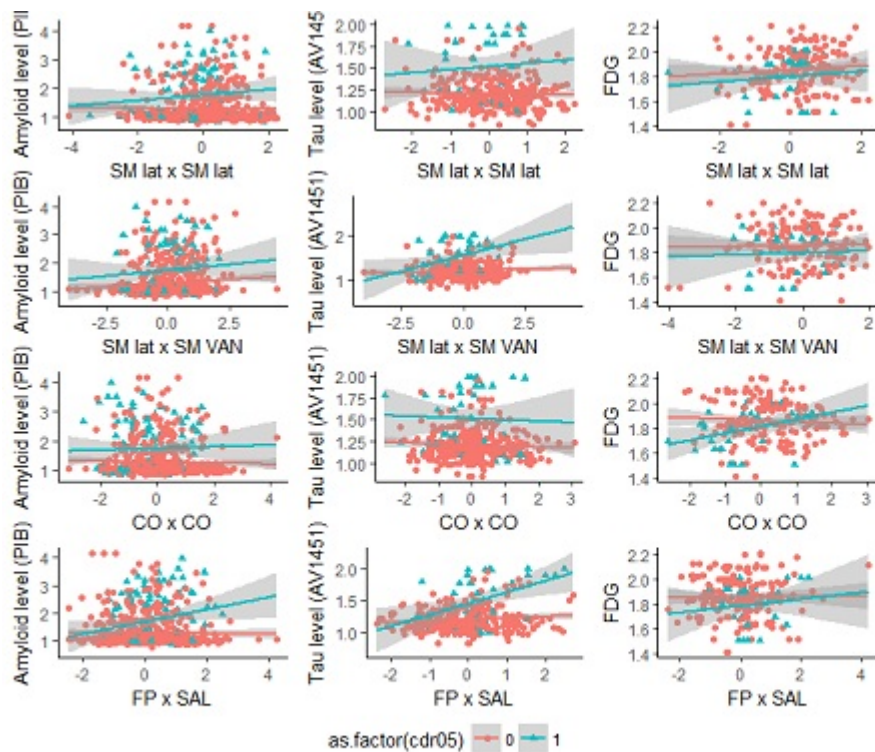 Amyloid level (PIB
4
3
2
1
-4 -2 0 2
SM lat x SM lat
Tau level (AV145
2.00
1.75
1.50
1.25
1.00
-2 -1 0 1 2
SM lat x SM lat
FDG
2.2
2.0
1.8
1.6
1.4
-4 -2 0 2
SM lat x SM lat
Amyloid level (PIB)
4
3
2
1
-2.5 0.0 2.5
SM lat x SM VAN
Tau level (AV1451)
2
1
-2.5 0.0 2.5
SM lat x SM VAN
FDG
2.2
2.0
1.8
1.6
1.4
-4 -2 0 2
SM lat x SM VAN
Amyloid level (PIB)
4
3
2
1
-2 0 2 4
CO x CO
Tau level (AV1451)
2.00
1.75
1.50
1.25
1.00
-2 -1 0 1 2 3
CO x CO
FDG
2.2
2.0
1.8
1.6
1.4
-2 -1 0 1 2 3
CO x CO
Amyloid level (PIB)
4
3
2
1
-2 0 2 4
FP x SAL
Tau level (AV1451)
2.0
1.5
1.0
-2 -1 0 1 2
FP x SAL
FDG
2.2
2.0
1.8
1.6
1.4
-2 0 2 4
FP x SAL
as.factor(cdr05) 0 1